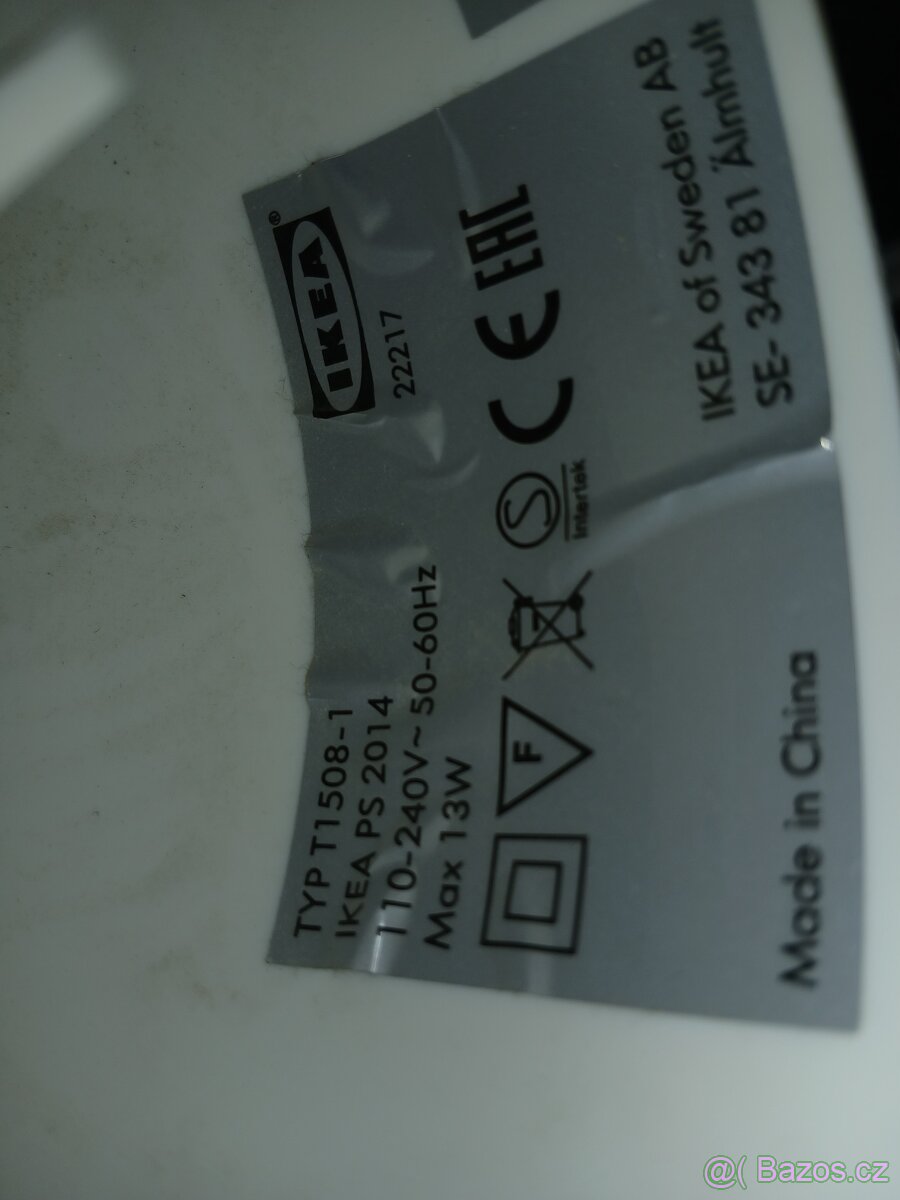 TYP T1508-1
IKEA PS 2014
110-240V~ 50-60Hz
Max 13W
IKEA®
22217
F
S
Intertek
CE
EAC
Made in China
IKEA of Sweden AB
SE- 343 81 Älmhult
@( Bazos.cz